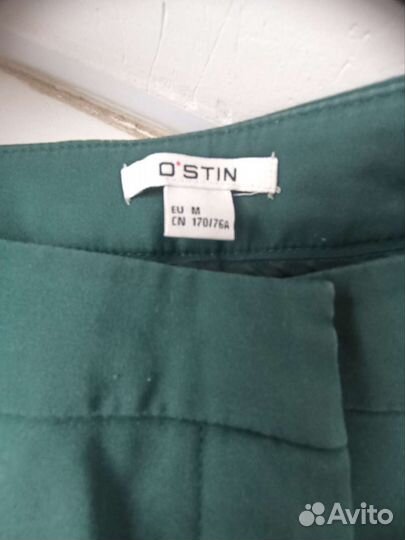 O'STIN
EU M
CN 170/76A
Avito